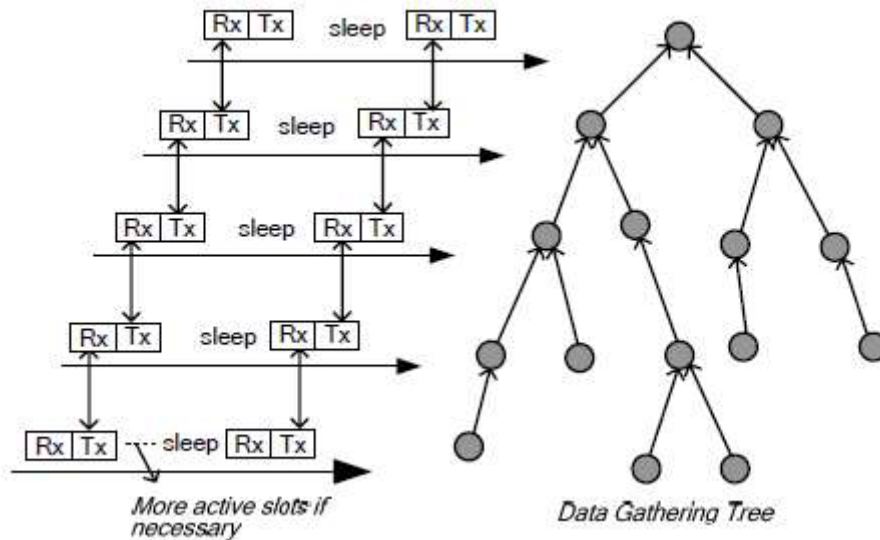 Rx Tx sleep Rx Tx
Rx Tx sleep Rx Tx
Rx Tx sleep Rx Tx
Rx Tx sleep Rx Tx
Rx Tx ---- sleep Rx Tx
More active slots if
necessary
Data Gathering Tree